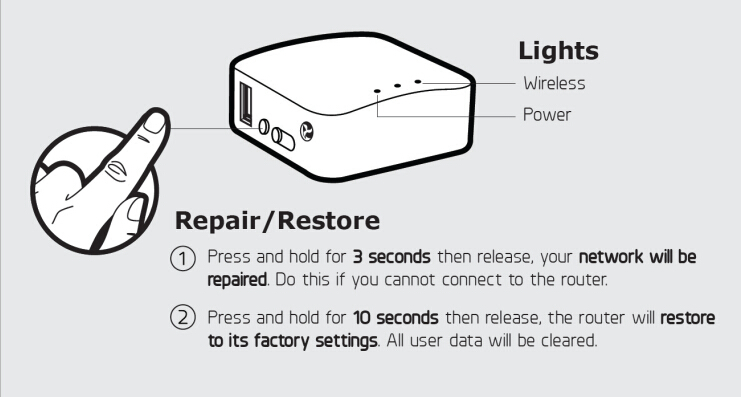 Lights
Wireless
Power
Repair/Restore
1 Press and hold for 3 seconds then release, your network will be
repaired. Do this if you cannot connect to the router.
2 Press and hold for 10 seconds then release, the router will restore
to its factory settings. All user data will be cleared.